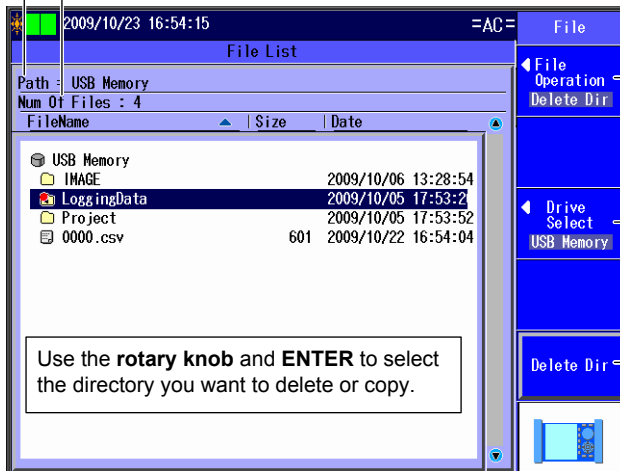 2009/10/23 16:54:15 =AC= File
File List
Path = USB Memory
Num Of Files : 4
FileName Size Date
USB Memory
IMAGE 2009/10/06 13:28:54
LoggingData 2009/10/05 17:53:2
Project 2009/10/05 17:53:52
0000.csv 601 2009/10/22 16:54:04
Use the rotary knob and ENTER to select
the directory you want to delete or copy.
File
Operation
Delete Dir
Drive
Select
USB Memory
Delete Dir